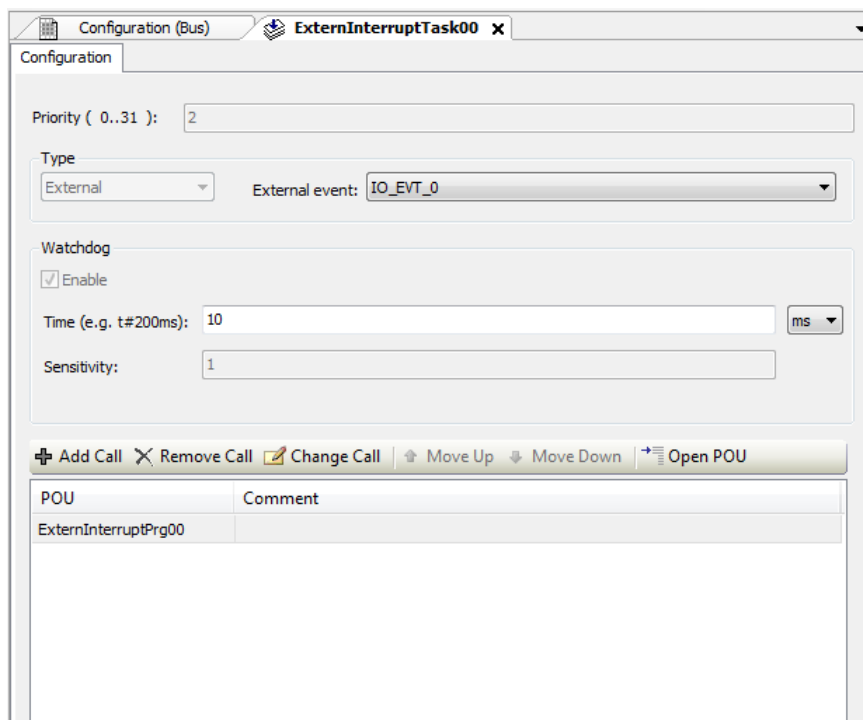 Configuration (Bus) ExternInterruptTask00 x
Configuration
Priority ( 0..31 ): 2
Type
External External event: IO_EVT_0
Watchdog
Enable
Time (e.g. t#200ms): 10 ms
Sensitivity: 1
Add Call Remove Call Change Call Move Up Move Down Open POU
POU Comment
ExternInterruptPrg00